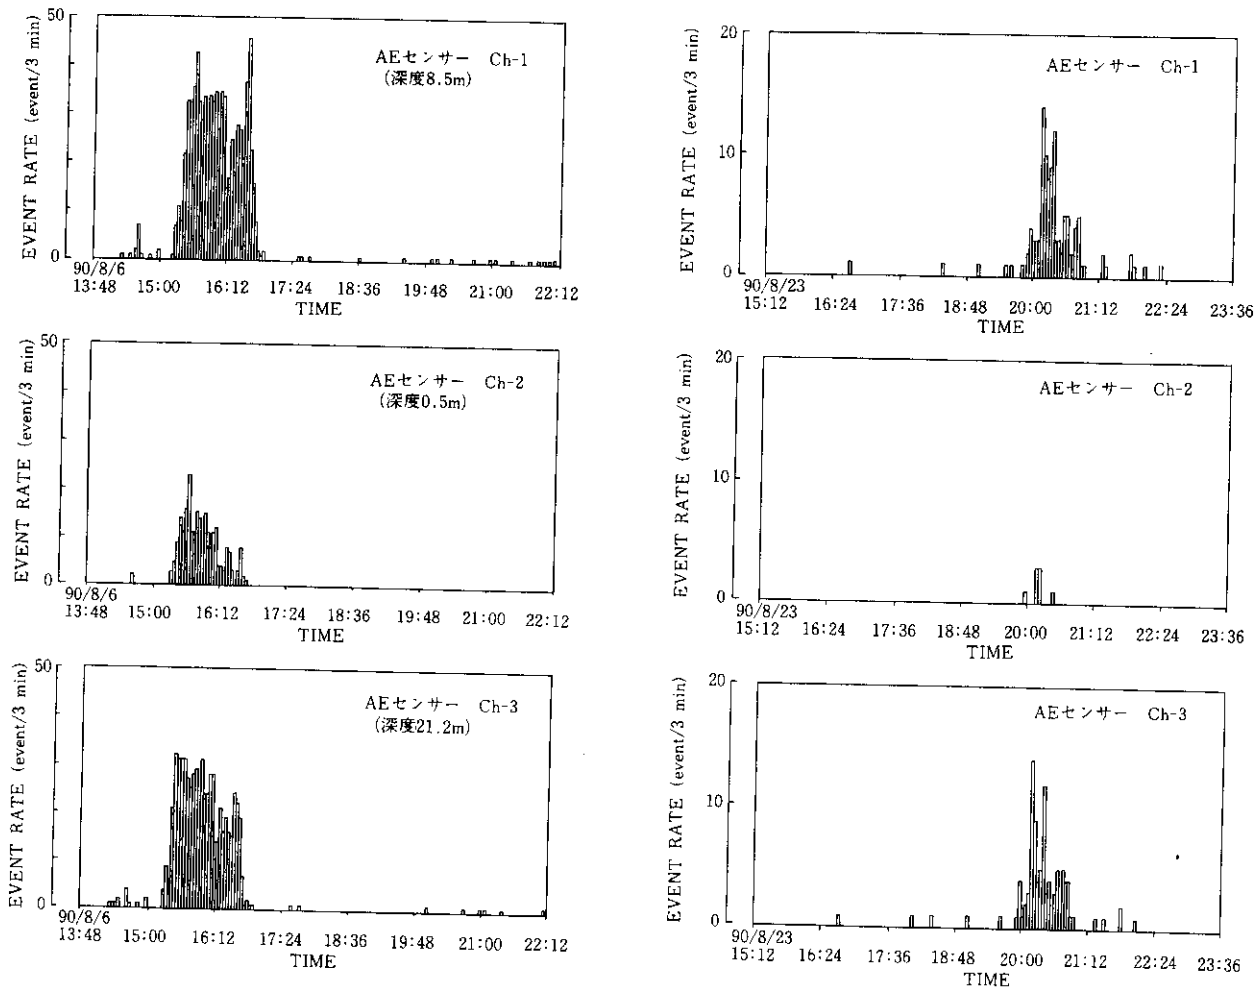 50
0
EVENT RATE (event/3 min)
AEセンサー Ch-1
(深度8.5m)
90/8/6
13:48 15:00 16:12 17:24 18:36 19:48 21:00 22:12
TIME
50
0
EVENT RATE (event/3 min)
AEセンサー Ch-2
(深度0.5m)
90/8/6
13:48 15:00 16:12 17:24 18:36 19:48 21:00 22:12
TIME
50
0
EVENT RATE (event/3 min)
AEセンサー Ch-3
(深度21.2m)
90/8/6
13:48 15:00 16:12 17:24 18:36 19:48 21:00 22:12
TIME
20
10
0
EVENT RATE (event/3 min)
AEセンサー Ch-1
90/8/23
15:12 16:24 17:36 18:48 20:00 21:12 22:24 23:36
TIME
20
10
0
EVENT RATE (event/3 min)
AEセンサー Ch-2
90/8/23
15:12 16:24 17:36 18:48 20:00 21:12 22:24 23:36
TIME
20
10
0
EVENT RATE (event/3 min)
AEセンサー Ch-3
90/8/23
15:12 16:24 17:36 18:48 20:00 21:12 22:24 23:36
TIME